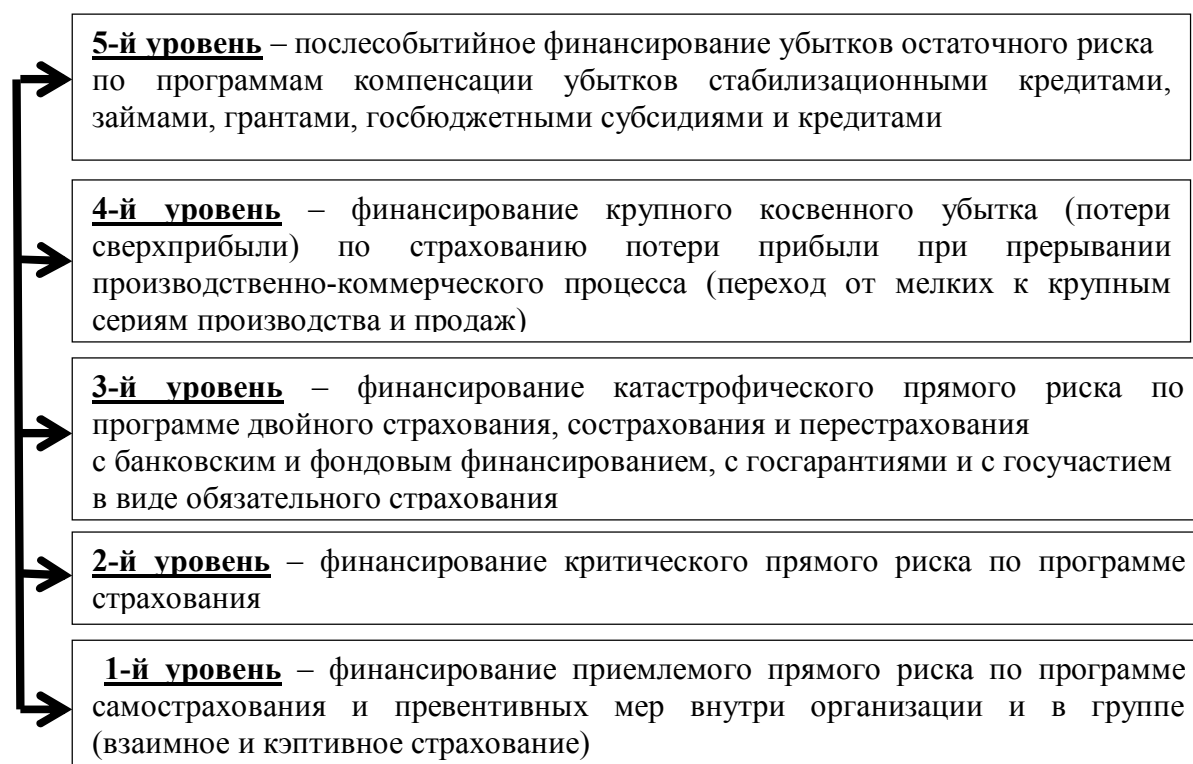 5-й уровень – послесобытийное финансирование убытков остаточного риска
по программам компенсации убытков стабилизационными кредитами,
займами, грантами, госбюджетными субсидиями и кредитами
4-й уровень – финансирование крупного косвенного убытка (потери
сверхприбыли) по страхованию потери прибыли при прерывании
производственно-коммерческого процесса (переход от мелких к крупным
сериям производства и продаж)
3-й уровень – финансирование катастрофического прямого риска по
программе двойного страхования, сострахования и перестрахования
с банковским и фондовым финансированием, с госгарантиями и с госучастием
в виде обязательного страхования
2-й уровень – финансирование критического прямого риска по программе
страхования
1-й уровень – финансирование приемлемого прямого риска по программе
самострахования и превентивных мер внутри организации и в группе
(взаимное и кэптивное страхование)